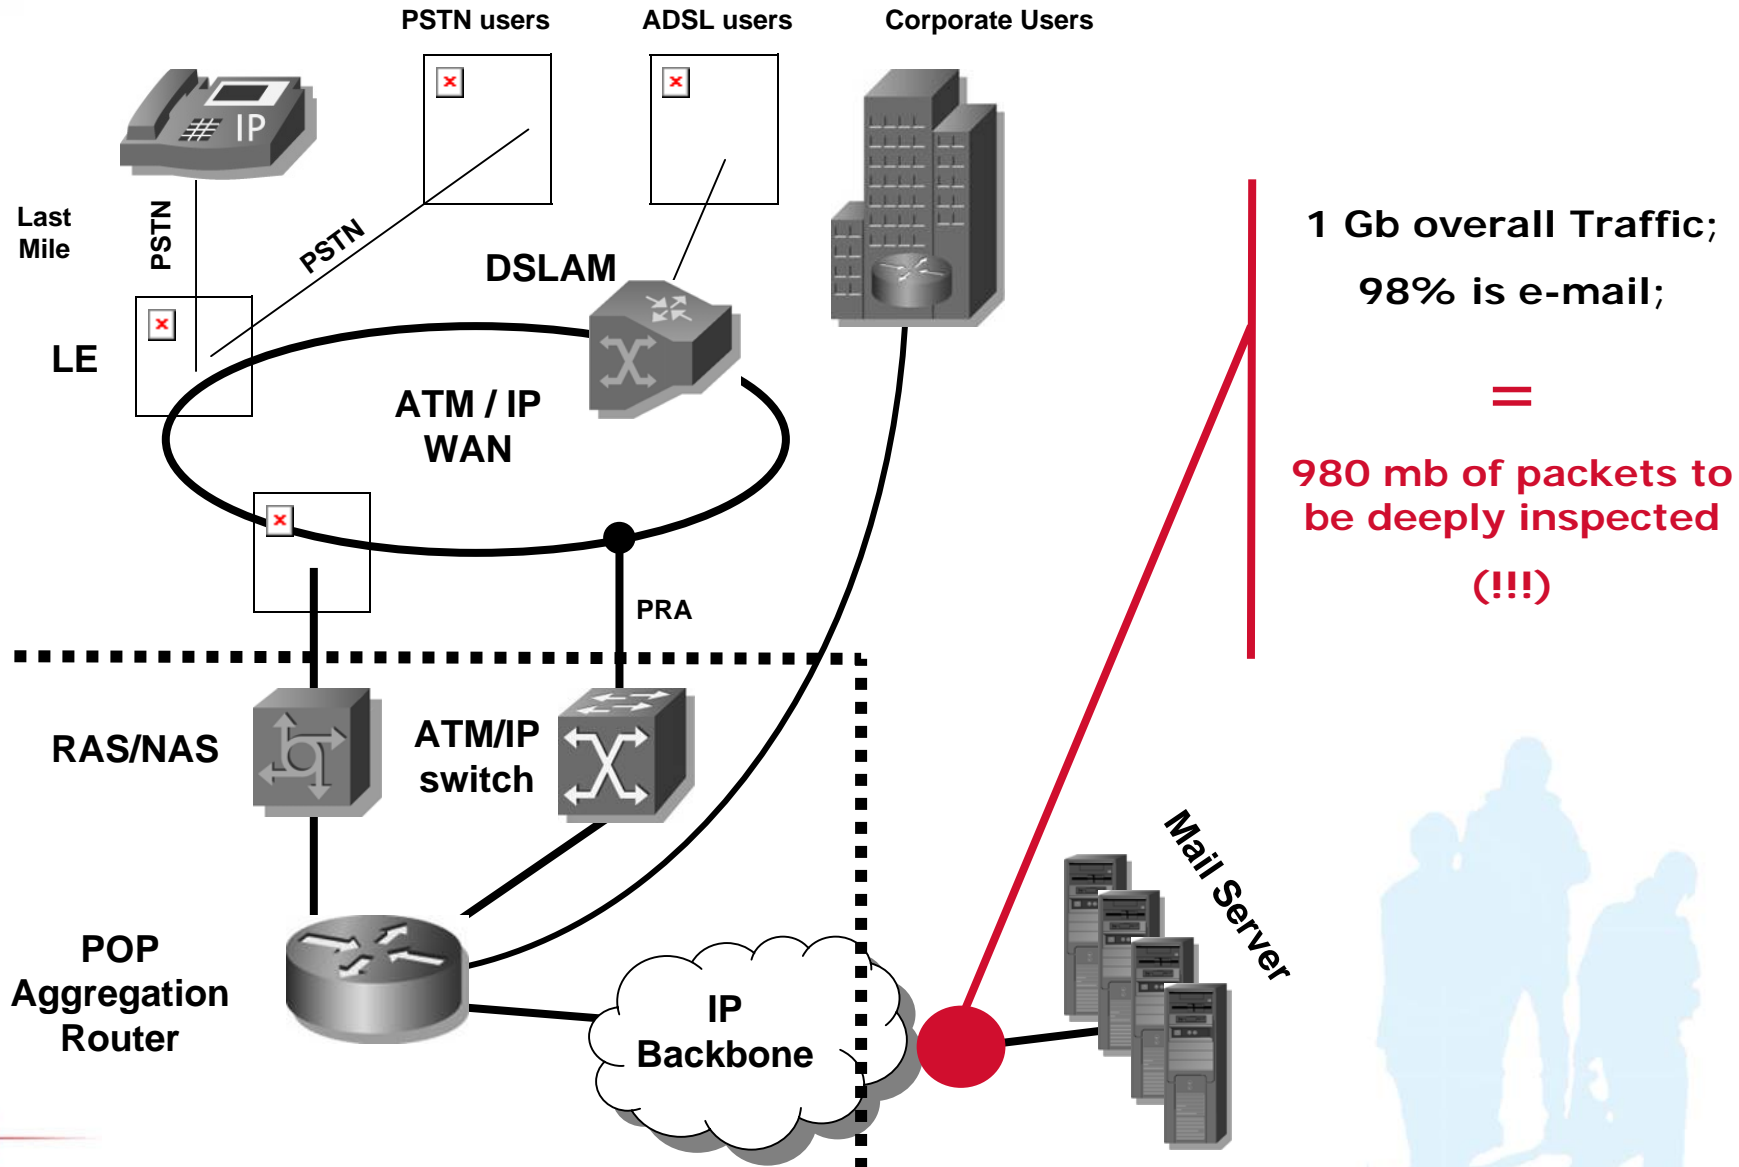 PSTN users
ADSL users
Corporate Users
IP
Last
Mile
PSTN
PSTN
DSLAM
LE
ATM / IP
WAN
PRA
RAS/NAS
ATM/IP
switch
POP
Aggregation
Router
IP
Backbone
Mail Server
1 Gb overall Traffic;
98% is e-mail;
=
980 mb of packets to
be deeply inspected
(!!!)